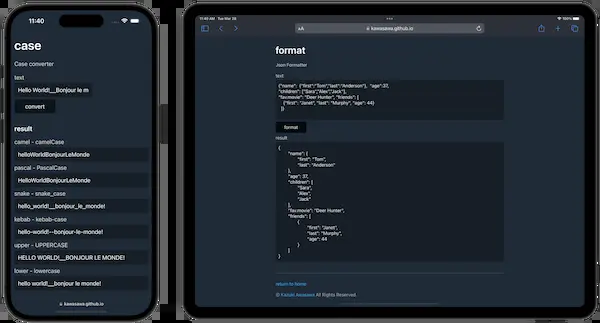 11:40
case
Case converter
text
Hello World!__Bonjour le m
convert
result
camel - camelCase
helloWorldBonjourLeMonde
pascal - PascalCase
HelloWorldBonjourLeMonde
snake - snake_case
hello_world!__bonjour_le_monde!
kebab - kebab-case
hello-world!--bonjour-le-monde!
upper - UPPERCASE
HELLO WORLD!__BONJOUR LE MONDE!
lower - lowercase
hello world!__bonjour le monde!
kawasawa.github.io
11:40 AM Tue Mar 28
100%
AA
kawasawa.github.io
format
Json Formatter
text
{"name": {"first":"Tom","last":"Anderson"}, "age":37,
"children": ["Sara","Alex","Jack"],
"fav.movie": "Deer Hunter", "friends": [
{"first": "Janet", "last": "Murphy", "age": 44}
]}
format
result
{
"name": {
"first": "Tom",
"last": "Anderson"
},
"age": 37,
"children": [
"Sara",
"Alex",
"Jack"
],
"fav.movie": "Deer Hunter",
"friends": [
{
"first": "Janet",
"last": "Murphy",
"age": 44
}
]
}
return to home
All Rights Reserved.